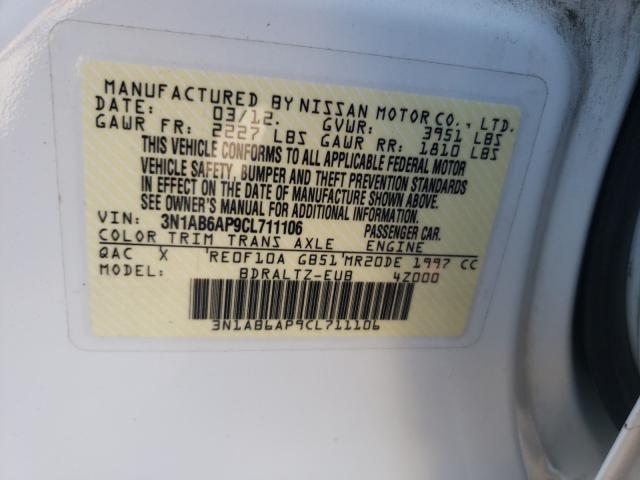 MANUFACTURED BY NISSAN MOTOR CO., LTD.
DATE: 03/12. GVWR: 3951 LBS
GAWR FR: 2227 LBS GAWR RR: 1810 LBS
THIS VEHICLE CONFORMS TO ALL APPLICABLE FEDERAL MOTOR
VEHICLE SAFETY, BUMPER AND THEFT PREVENTION STANDARDS
IN EFFECT ON THE DATE OF MANUFACTURE SHOWN ABOVE.
SEE OWNER'S MANUAL FOR ADDITIONAL INFORMATION.
VIN: 3N1AB6AP9CL711106 PASSENGER CAR.
COLOR TRIM TRANS AXLE ENGINE
QAC X RE0F10A GB51 MR20DE 1997 CC
MODEL: BDRALTZ-EUB 4Z000
3N1AB6AP9CL711106